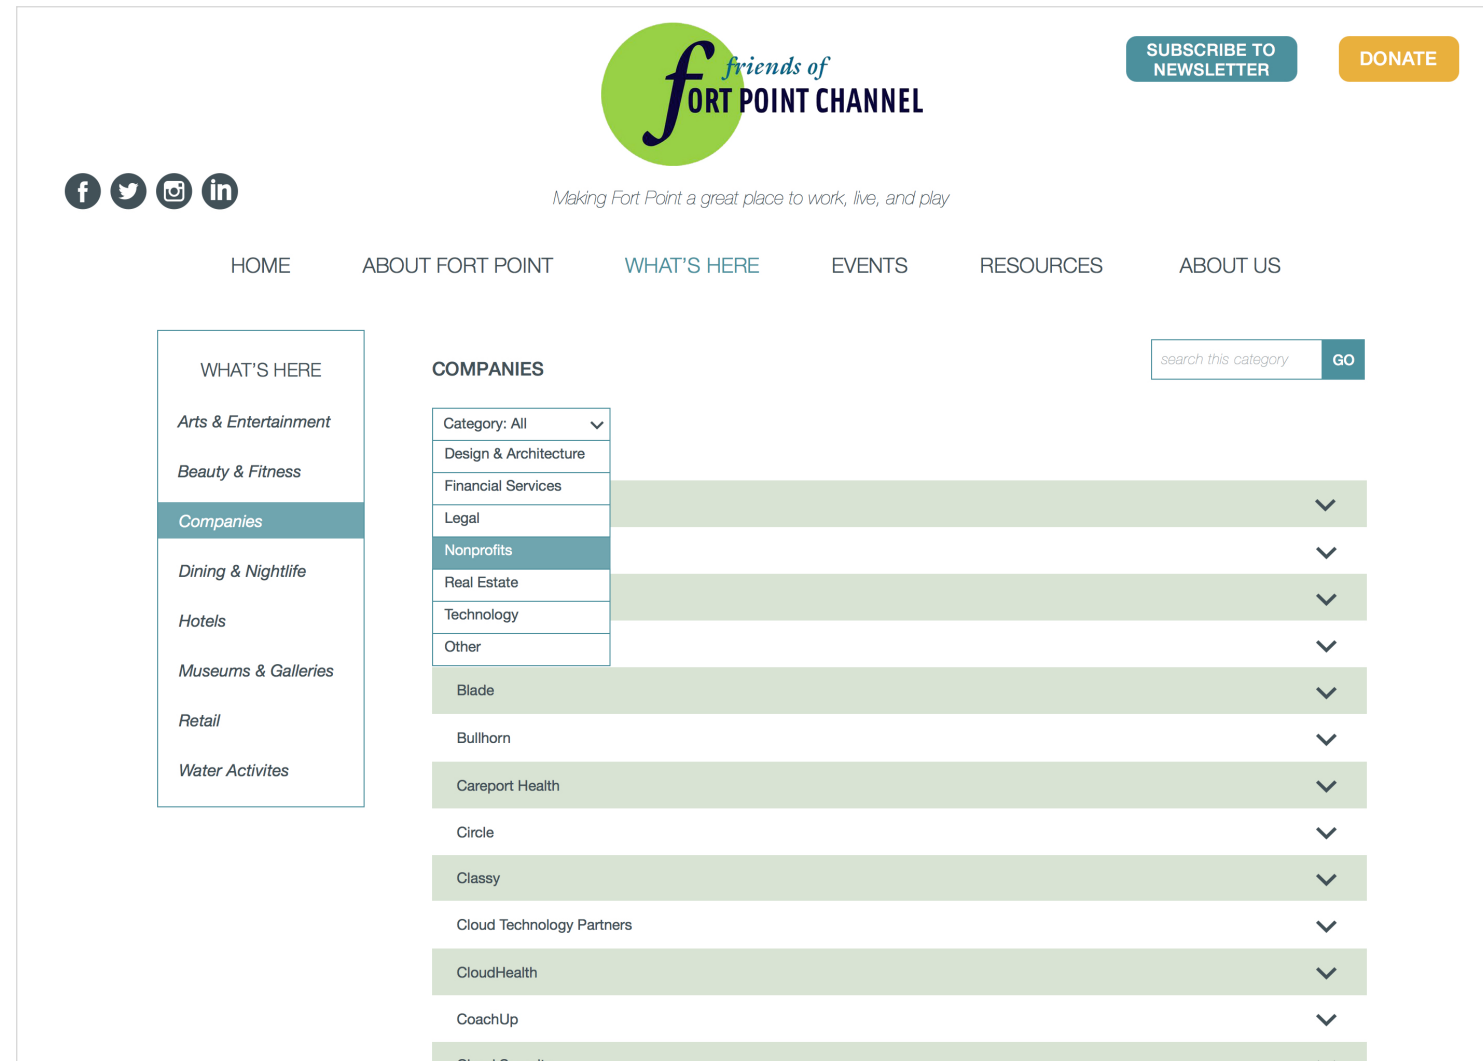 friends of
fORT POINT CHANNEL
SUBSCRIBE TO
NEWSLETTER
DONATE
Making Fort Point a great place to work, live, and play
HOME
ABOUT FORT POINT
WHAT'S HERE
EVENTS
RESOURCES
ABOUT US
WHAT'S HERE
Arts & Entertainment
Beauty & Fitness
Companies
Dining & Nightlife
Hotels
Museums & Galleries
Retail
Water Activites
COMPANIES
search this category
GO
Category: All
Design & Architecture
Financial Services
Legal
Nonprofits
Real Estate
Technology
Other
Blade
Bullhorn
Careport Health
Circle
Classy
Cloud Technology Partners
CloudHealth
CoachUp